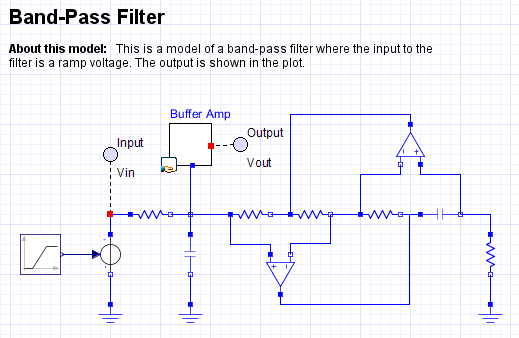 Band-Pass Filter
About this model: This is a model of a band-pass filter where the input to the
filter is a ramp voltage. The output is shown in the plot.
Buffer Amp
Input
Output
Vin
Vout